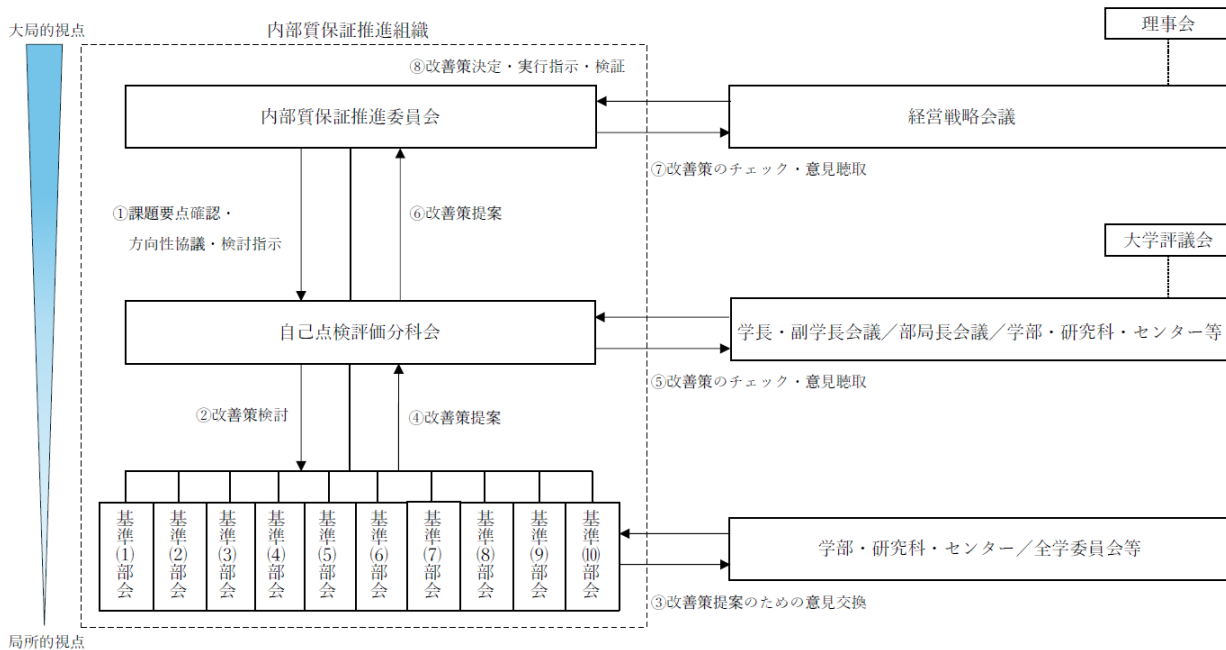 大局的視点
内部質保証推進組織
理事会
⑧改善策決定・実行指示・検証
内部質保証推進委員会
経営戦略会議
⑦改善策のチェック・意見聴取
①課題要点確認・
方向性協議・検討指示
⑥改善策提案
大学評議会
自己点検評価分科会
学長・副学長会議／部局長会議／学部・研究科・センター等
⑤改善策のチェック・意見聴取
②改善策検討
④改善策提案
基準⑴部会
基準⑵部会
基準⑶部会
基準⑷部会
基準⑸部会
基準⑹部会
基準⑺部会
基準⑻部会
基準⑼部会
基準⑽部会
学部・研究科・センター／全学委員会等
③改善策提案のための意見交換
局所的視点